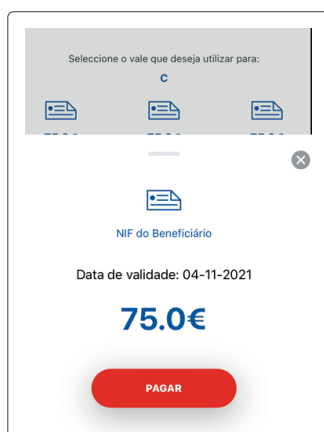 Seleccione o vale que deseja utilizar para:
C
NIF do Beneficiário
Data de validade: 04-11-2021
75.0€
PAGAR